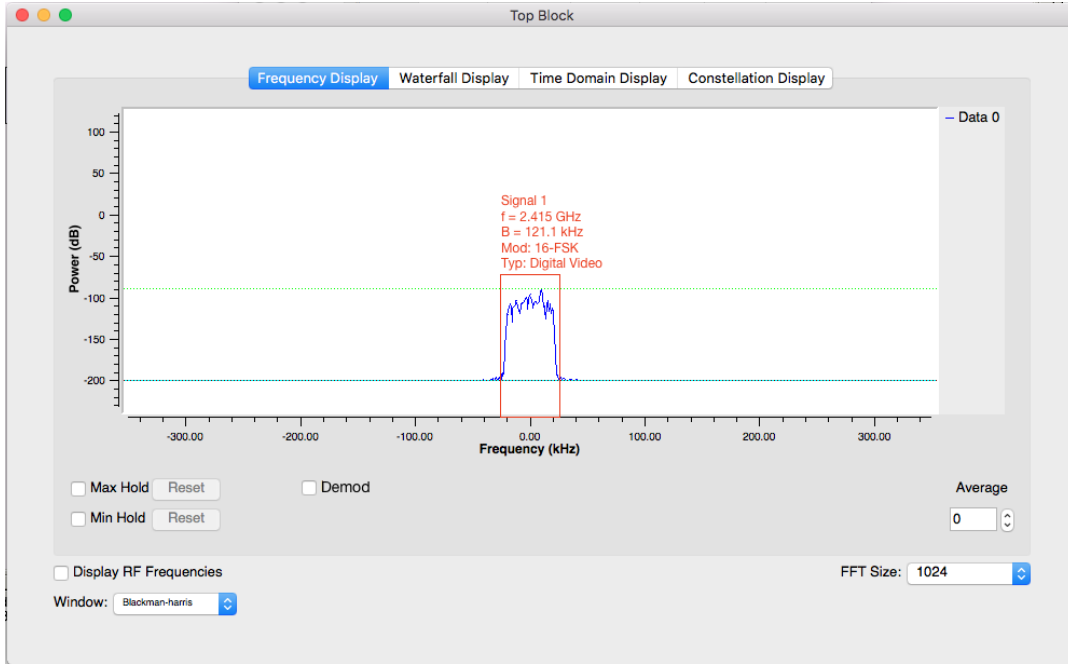 Top Block
Frequency Display Waterfall Display Time Domain Display Constellation Display
Data 0
100
50
0
-50
-100
-150
-200
Power (dB)
Signal 1
f = 2.415 GHz
B = 121.1 kHz
Mod: 16-FSK
Typ: Digital Video
-300.00 -200.00 -100.00 0.00 100.00 200.00 300.00
Frequency (kHz)
Max Hold Reset Demod Average
Min Hold Reset 0
Display RF Frequencies FFT Size: 1024
Window: Blackman-harris